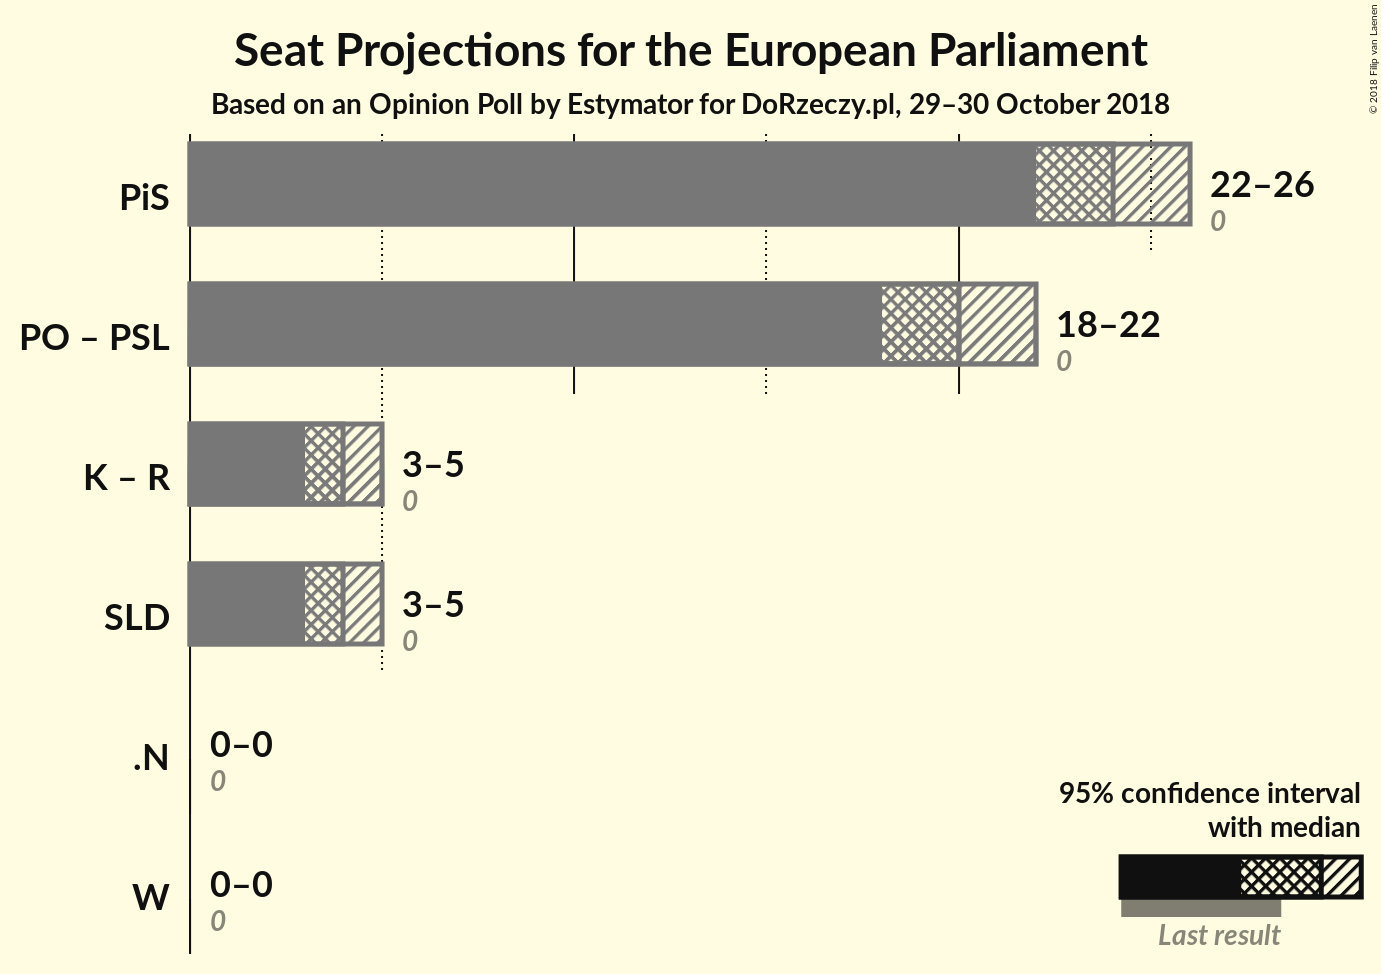 Seat Projections for the European Parliament
Based on an Opinion Poll by Estymator for DoRzeczy.pl, 29–30 October 2018
© 2018 Filip van Laenen
PiS
22–26
0
PO – PSL
18–22
0
K – R
3–5
0
SLD
3–5
0
.N
0–0
0
W
0–0
0
95% confidence interval
with median
Last result